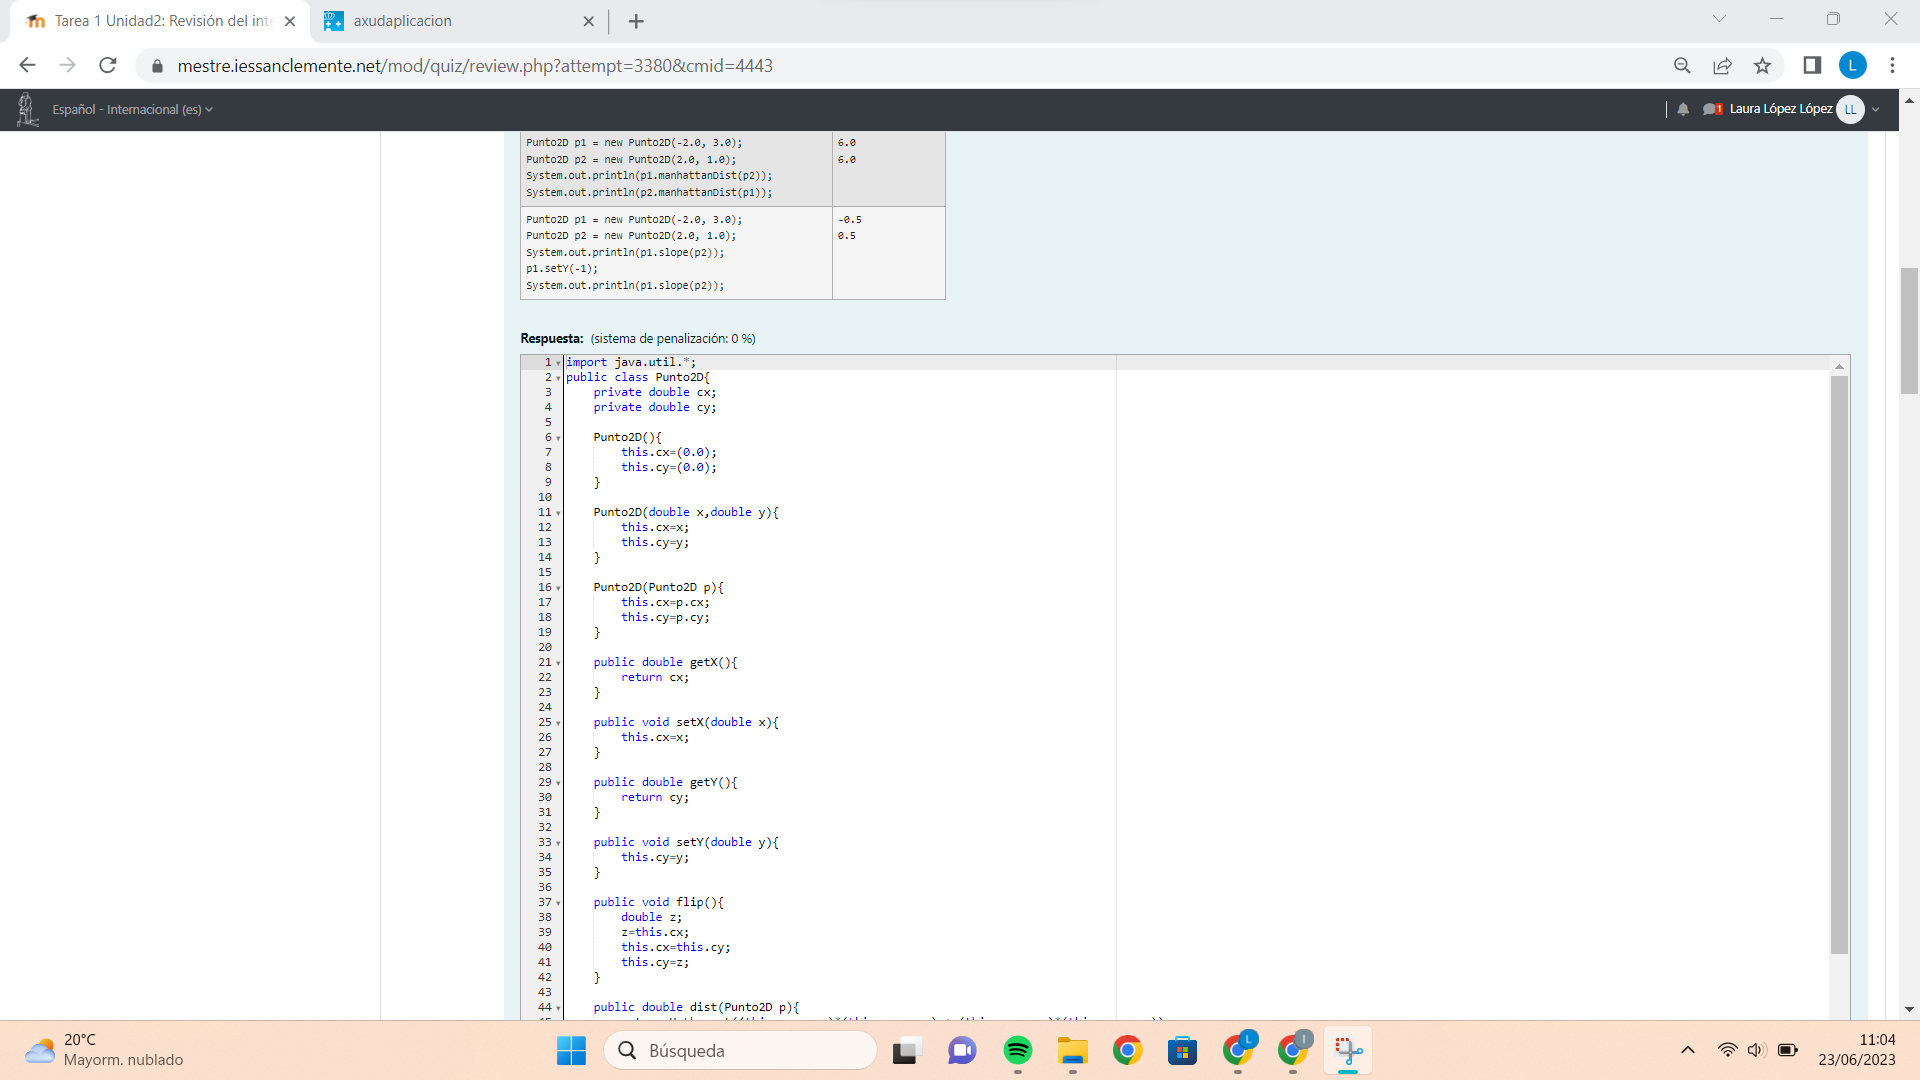 Tarea 1 Unidad2: Revisión del inte
axudaplicacion
mestre.iessanclemente.net/mod/quiz/review.php?attempt=3380&cmid=4443
L
Español - Internacional (es)
1 Laura López López LL
Punto2D p1 = new Punto2D(-2.0, 3.0);
Punto2D p2 = new Punto2D(2.0, 1.0);
System.out.println(p1.manhattanDist(p2));
System.out.println(p2.manhattanDist(p1));
6.0
6.0
Punto2D p1 = new Punto2D(-2.0, 3.0);
Punto2D p2 = new Punto2D(2.0, 1.0);
System.out.println(p1.slope(p2));
p1.setY(-1);
System.out.println(p1.slope(p2));
-0.5
0.5
Respuesta: (sistema de penalización: 0 %)
1 import java.util.*;
2 public class Punto2D{
3 private double cx;
4 private double cy;
5
6 Punto2D(){
7 this.cx=(0.0);
8 this.cy=(0.0);
9 }
10
11 Punto2D(double x,double y){
12 this.cx=x;
13 this.cy=y;
14 }
15
16 Punto2D(Punto2D p){
17 this.cx=p.cx;
18 this.cy=p.cy;
19 }
20
21 public double getX(){
22 return cx;
23 }
24
25 public void setX(double x){
26 this.cx=x;
27 }
28
29 public double getY(){
30 return cy;
31 }
32
33 public void setY(double y){
34 this.cy=y;
35 }
36
37 public void flip(){
38 double z;
39 z=this.cx;
40 this.cx=this.cy;
41 this.cy=z;
42 }
43
44 public double dist(Punto2D p){
20°C
Mayorm. nublado
Búsqueda
L
11:04
23/06/2023